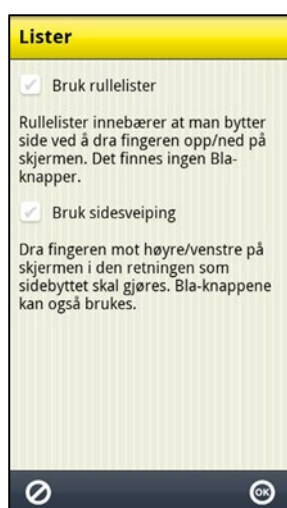 Lister
Bruk rullelister
Rullelister innebærer at man bytter
side ved å dra fingeren opp/ned på
skjermen. Det finnes ingen Bla-
knapper.
Bruk sidesveiping
Dra fingeren mot høyre/venstre på
skjermen i den retningen som
sidebyttet skal gjøres. Bla-knappene
kan også brukes.
OK